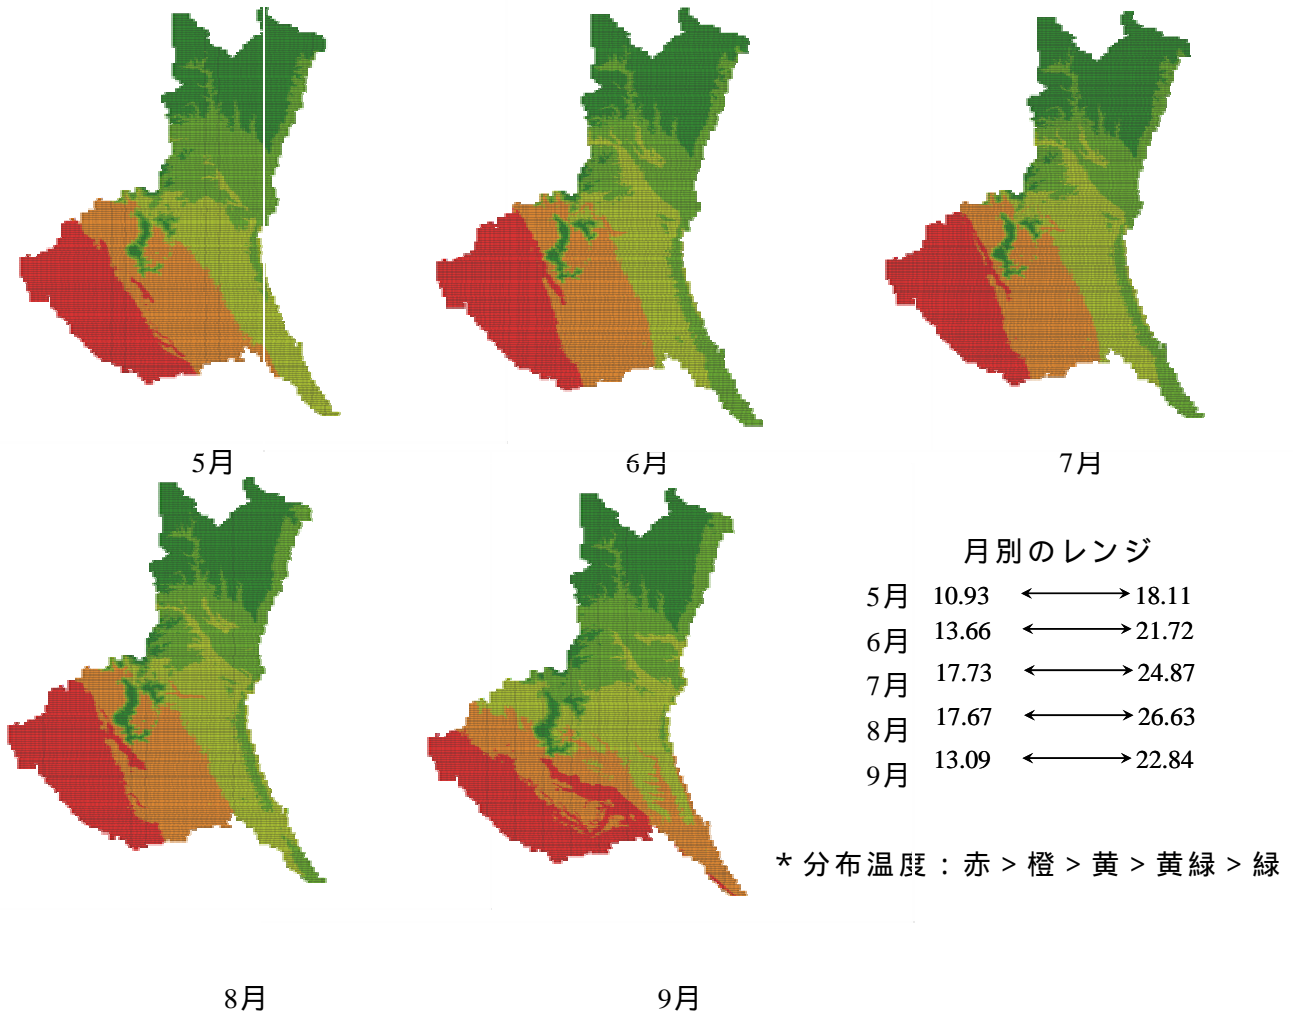 5月
6月
7月
8月
9月
月別のレンジ
5月 10.93 18.11
6月 13.66 21.72
7月 17.73 24.87
8月 17.67 26.63
9月 13.09 22.84
*分布温度：赤>橙>黄>黄緑>緑